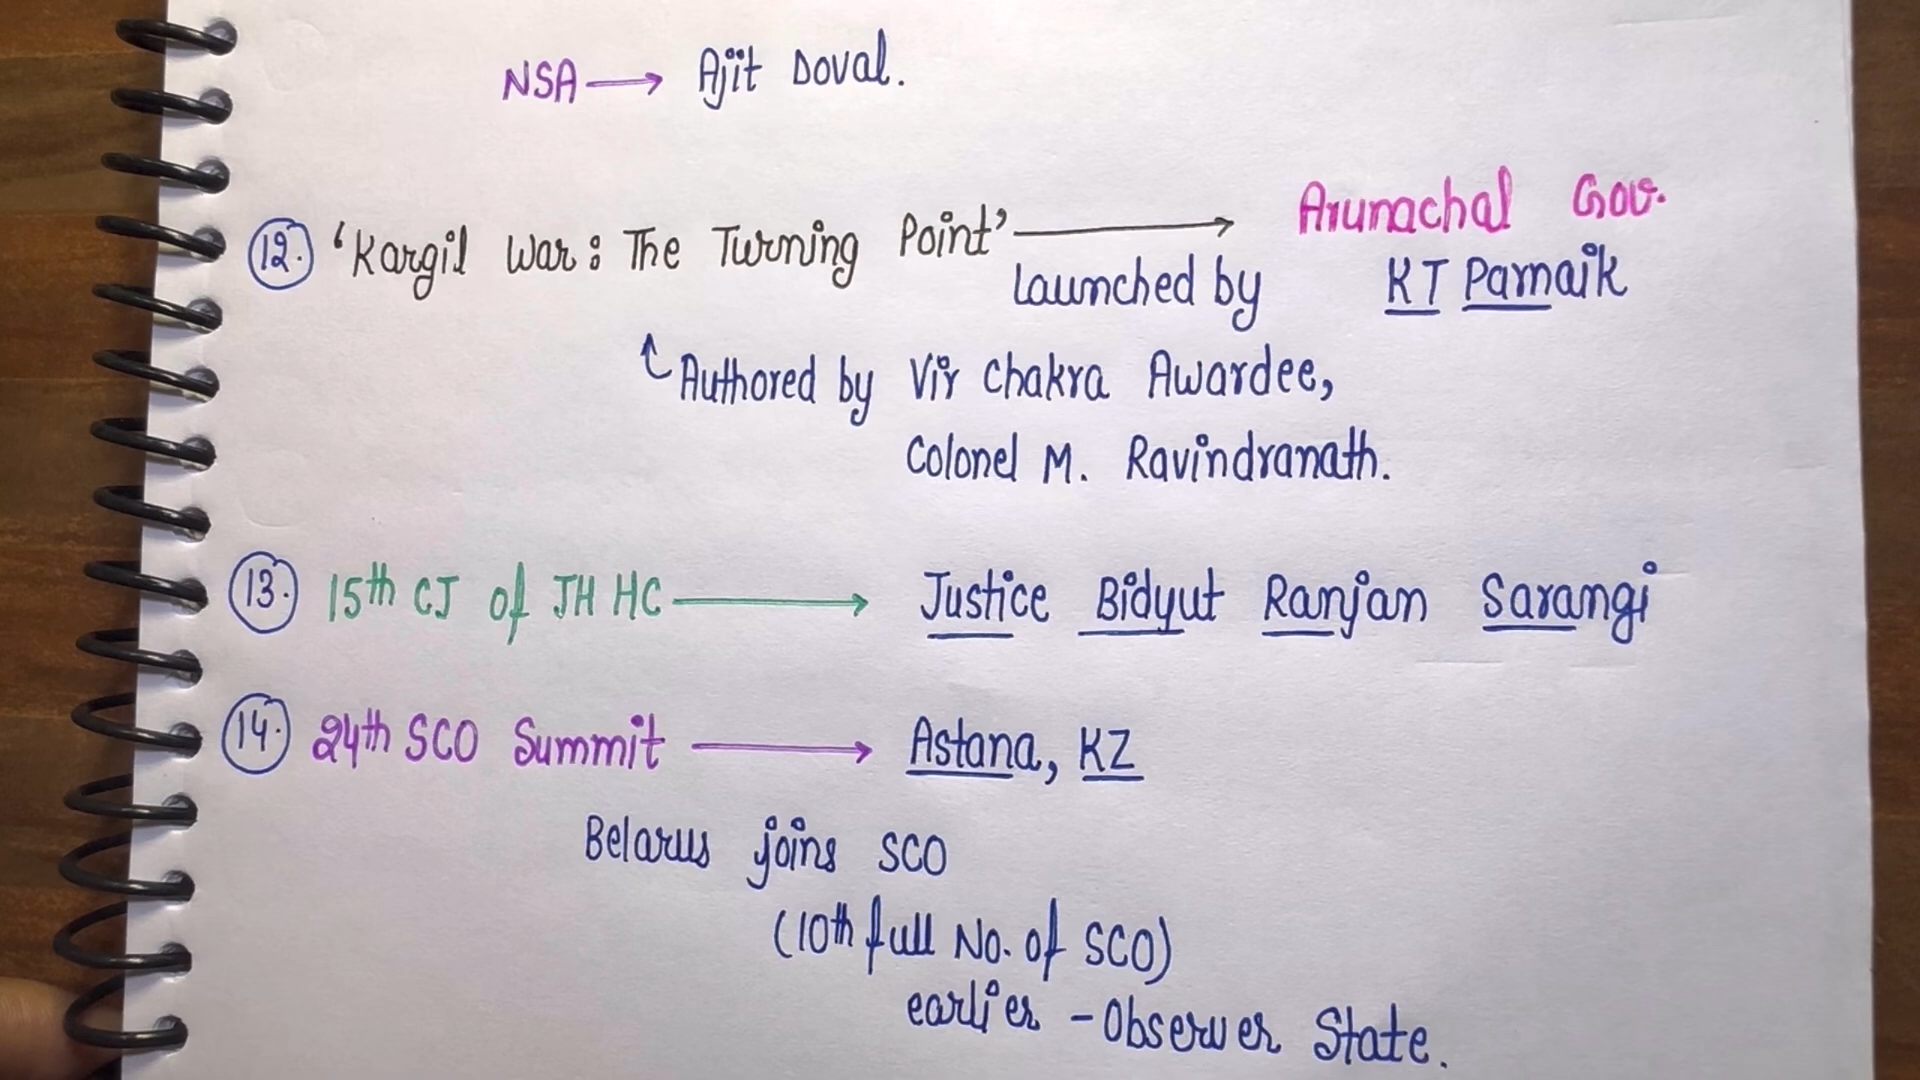 NSA → Ajit Doval.
12. 'Kargil War: The Turning Point' → Arunachal Gov.
Launched by KT Parnaik
↑ Authored by Vir Chakra Awardee,
Colonel M. Ravindranath.
13. 15th CJ of JH HC → Justice Bidyut Ranjan Sarangi
14. 24th SCO Summit → Astana, KZ
Belarus joins SCO
(10th full No. of SCO)
earlier - Observer State.